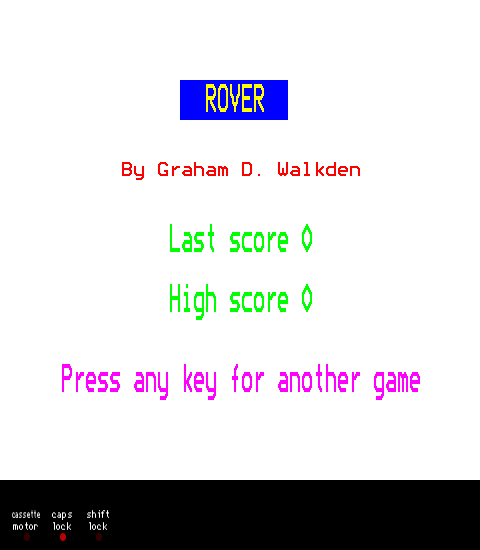 ROVER
By Graham D. Walkden
Last score 0
High score 0
Press any key for another game
cassette caps shift
motor lock lock